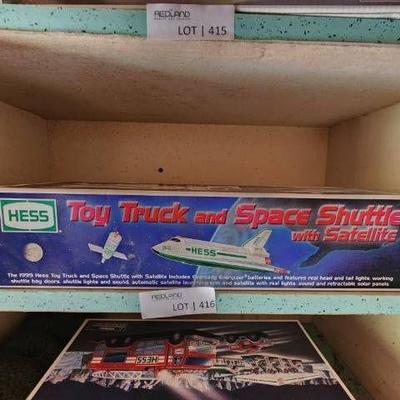 REDLAND
LOT | 415
HESS
Toy Truck and Space Shuttle
with Satellite
HESS
The 1999 Hess Toy Truck and Space Shuttle with Satellite includes Eveready Energizer batteries and features real head and tail lights, working
shuttle bay doors, shuttle lights and sound, automatic satellite launching arm and satellite with real lights, sound and retractable solar panels.
REDLAND
LOT | 416
HESS